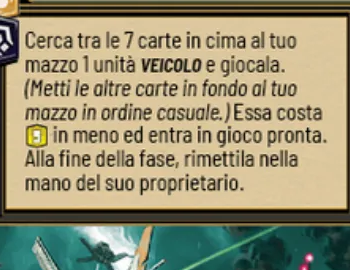 Cerca tra le 7 carte in cima al tuo
mazzo 1 unità VEICOLO e giocala.
(Metti le altre carte in fondo al tuo
mazzo in ordine casuale.) Essa costa
in meno ed entra in gioco pronta.
Alla fine della fase, rimettila nella
mano del suo proprietario.